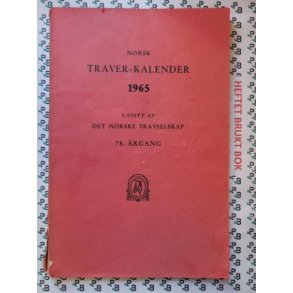 NORSK
TRAVER-KALENDER
1965
UTGITT AV
DET NORSKE TRAVSELSKAP
78. ÅRGANG
HEFTET BRUKT BOK